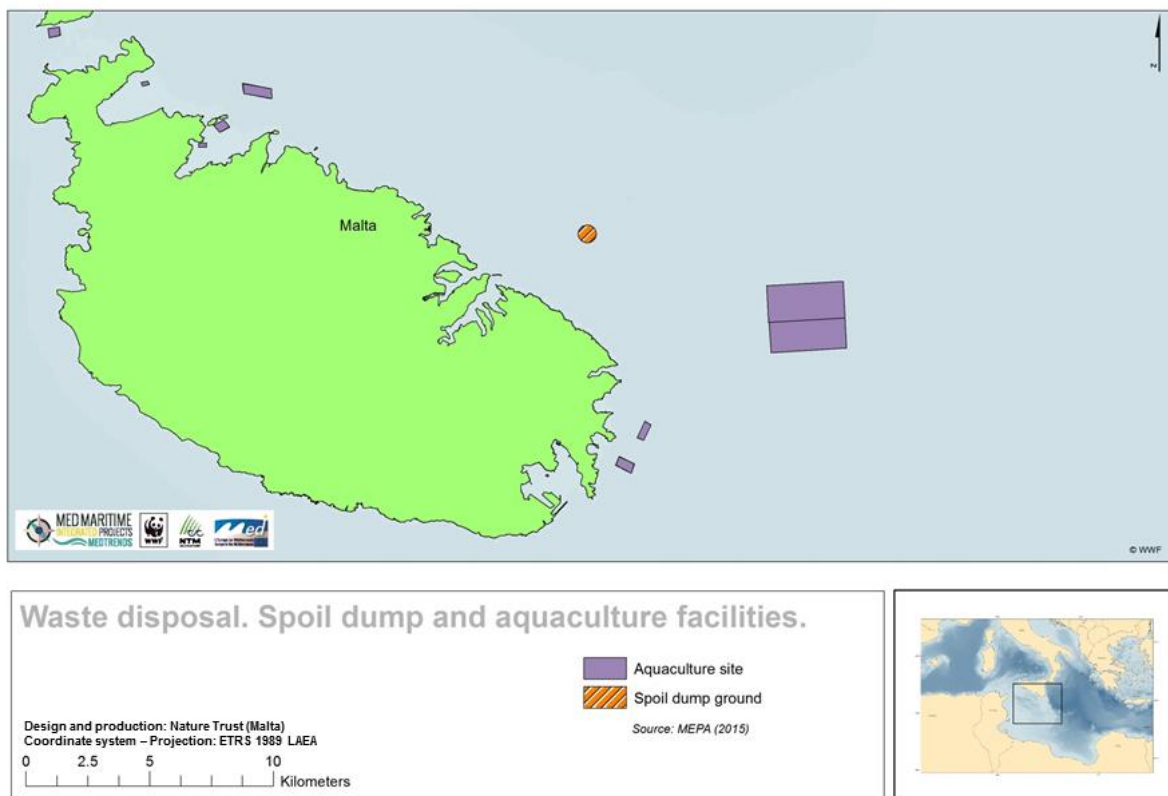 N
Malta
MEDMARITIME
INTEGRATED PROJECTS
MEDTRENDS
WWF
NTM
Med
© WWF
Waste disposal. Spoil dump and aquaculture facilities.
Aquaculture site
Spoil dump ground
Source: MEPA (2015)
Design and production: Nature Trust (Malta)
Coordinate system – Projection: ETRS 1989 LAEA
0 2.5 5 10
Kilometers